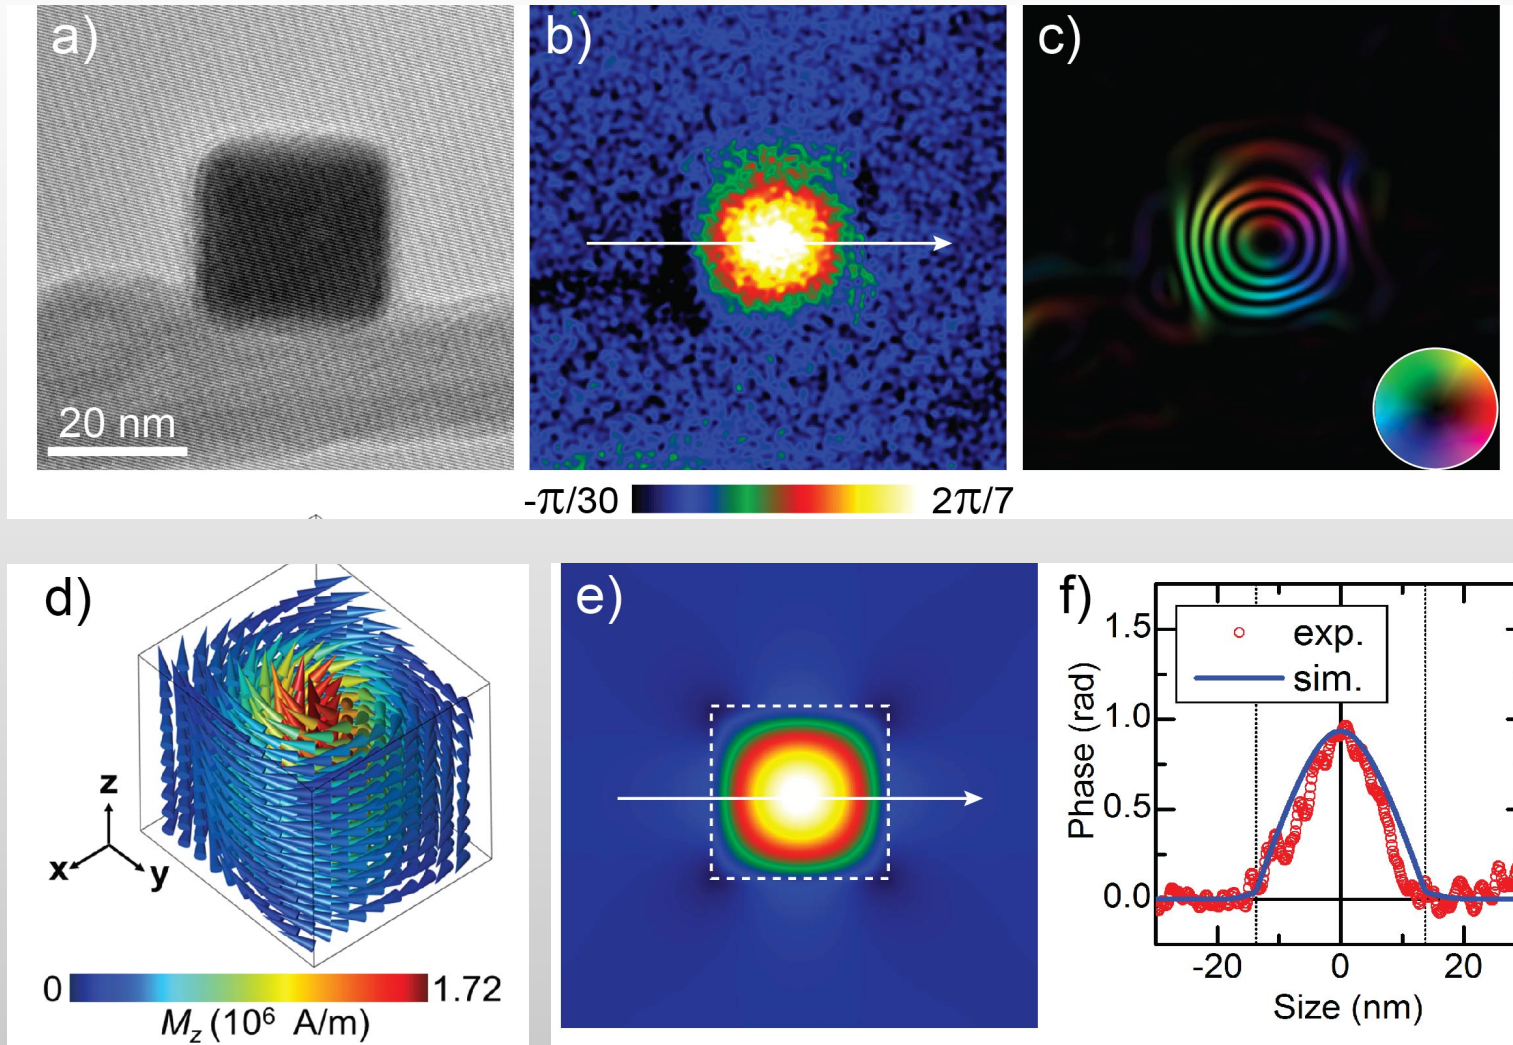 a)
b)
c)
20 nm
-π/30
2π/7
d)
z
x
y
0
1.72
Mz (10⁶ A/m)
e)
f)
1.5
1.0
0.5
0.0
Phase (rad)
exp.
sim.
-20
0
20
Size (nm)